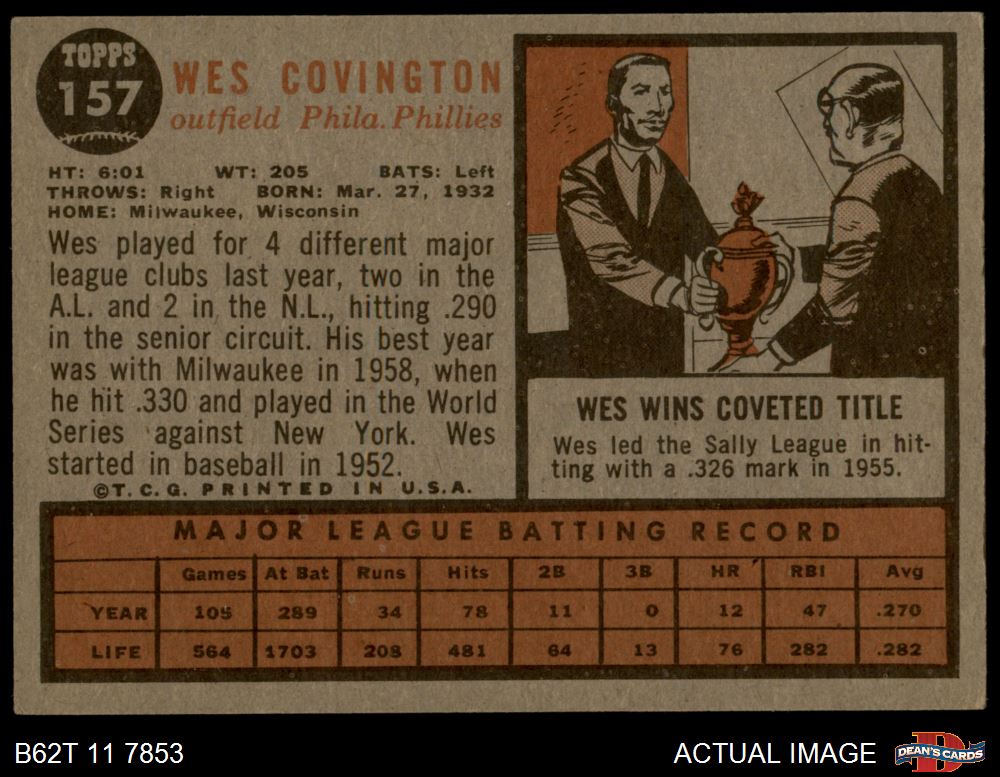 TOPPS
157
WES COVINGTON
outfield Phila. Phillies
HT: 6:01 WT: 205 BATS: Left
THROWS: Right BORN: Mar. 27, 1932
HOME: Milwaukee, Wisconsin
Wes played for 4 different major
league clubs last year, two in the
A.L. and 2 in the N.L., hitting .290
in the senior circuit. His best year
was with Milwaukee in 1958, when
he hit .330 and played in the World
Series against New York. Wes
started in baseball in 1952.
©T.C.G. PRINTED IN U.S.A.
WES WINS COVETED TITLE
Wes led the Sally League in hit-
ting with a .326 mark in 1955.
MAJOR LEAGUE BATTING RECORD
Games At Bat Runs Hits 2B 3B HR RBI Avg
YEAR 105 289 34 78 11 0 12 47 .270
LIFE 564 1703 208 481 64 13 76 282 .282
B62T 11 7853 ACTUAL IMAGE
D
DEAN'S CARDS